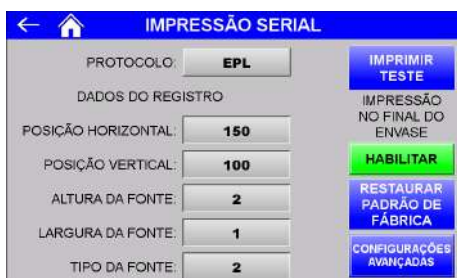 IMPRESSÃO SERIAL
PROTOCOLO: EPL
IMPRIMIR
TESTE
DADOS DO REGISTRO
IMPRESSÃO
NO FINAL DO
ENVASE
POSIÇÃO HORIZONTAL: 150
POSIÇÃO VERTICAL: 100
HABILITAR
ALTURA DA FONTE: 2
RESTAURAR
PADRÃO DE
FÁBRICA
LARGURA DA FONTE: 1
TIPO DA FONTE: 2
CONFIGURAÇÕES
AVANÇADAS